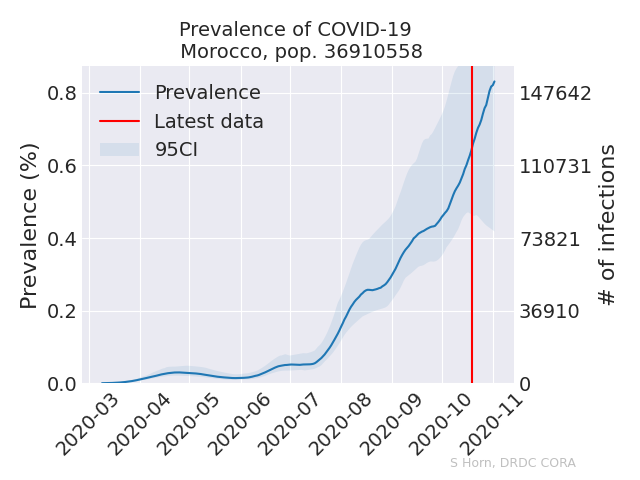 Prevalence of COVID-19
Morocco, pop. 36910558
Prevalence
Latest data
95CI
Prevalence (%)
0.8
0.6
0.4
0.2
0.0
147642
110731
73821
36910
0
# of infections
2020-03
2020-04
2020-05
2020-06
2020-07
2020-08
2020-09
2020-10
2020-11
S Horn, DRDC CORA